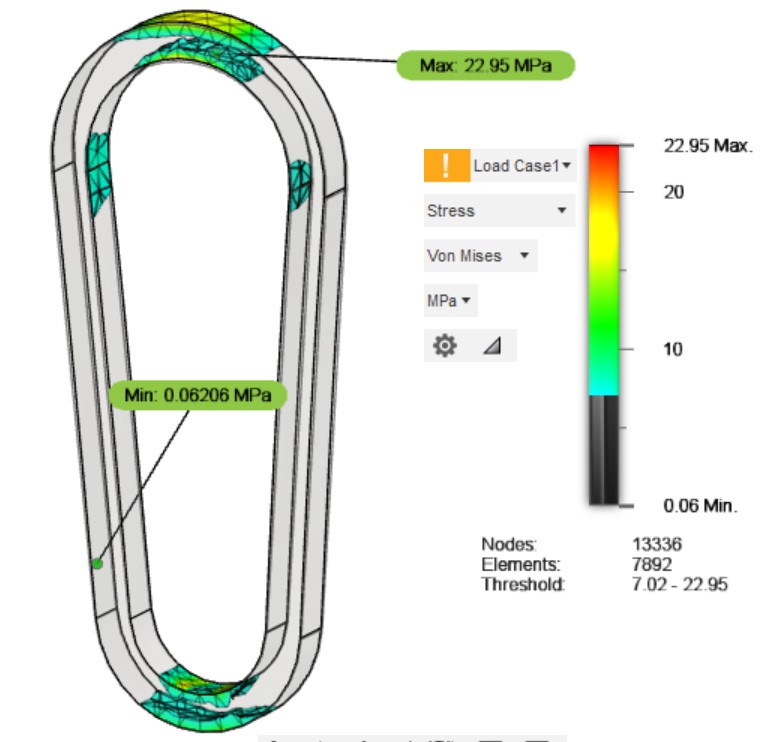 Max: 22.95 MPa
22.95 Max.
! Load Case1
20
Stress
Von Mises
MPa
10
Min: 0.06206 MPa
0.06 Min.
Nodes: 13336
Elements: 7892
Threshold: 7.02 - 22.95